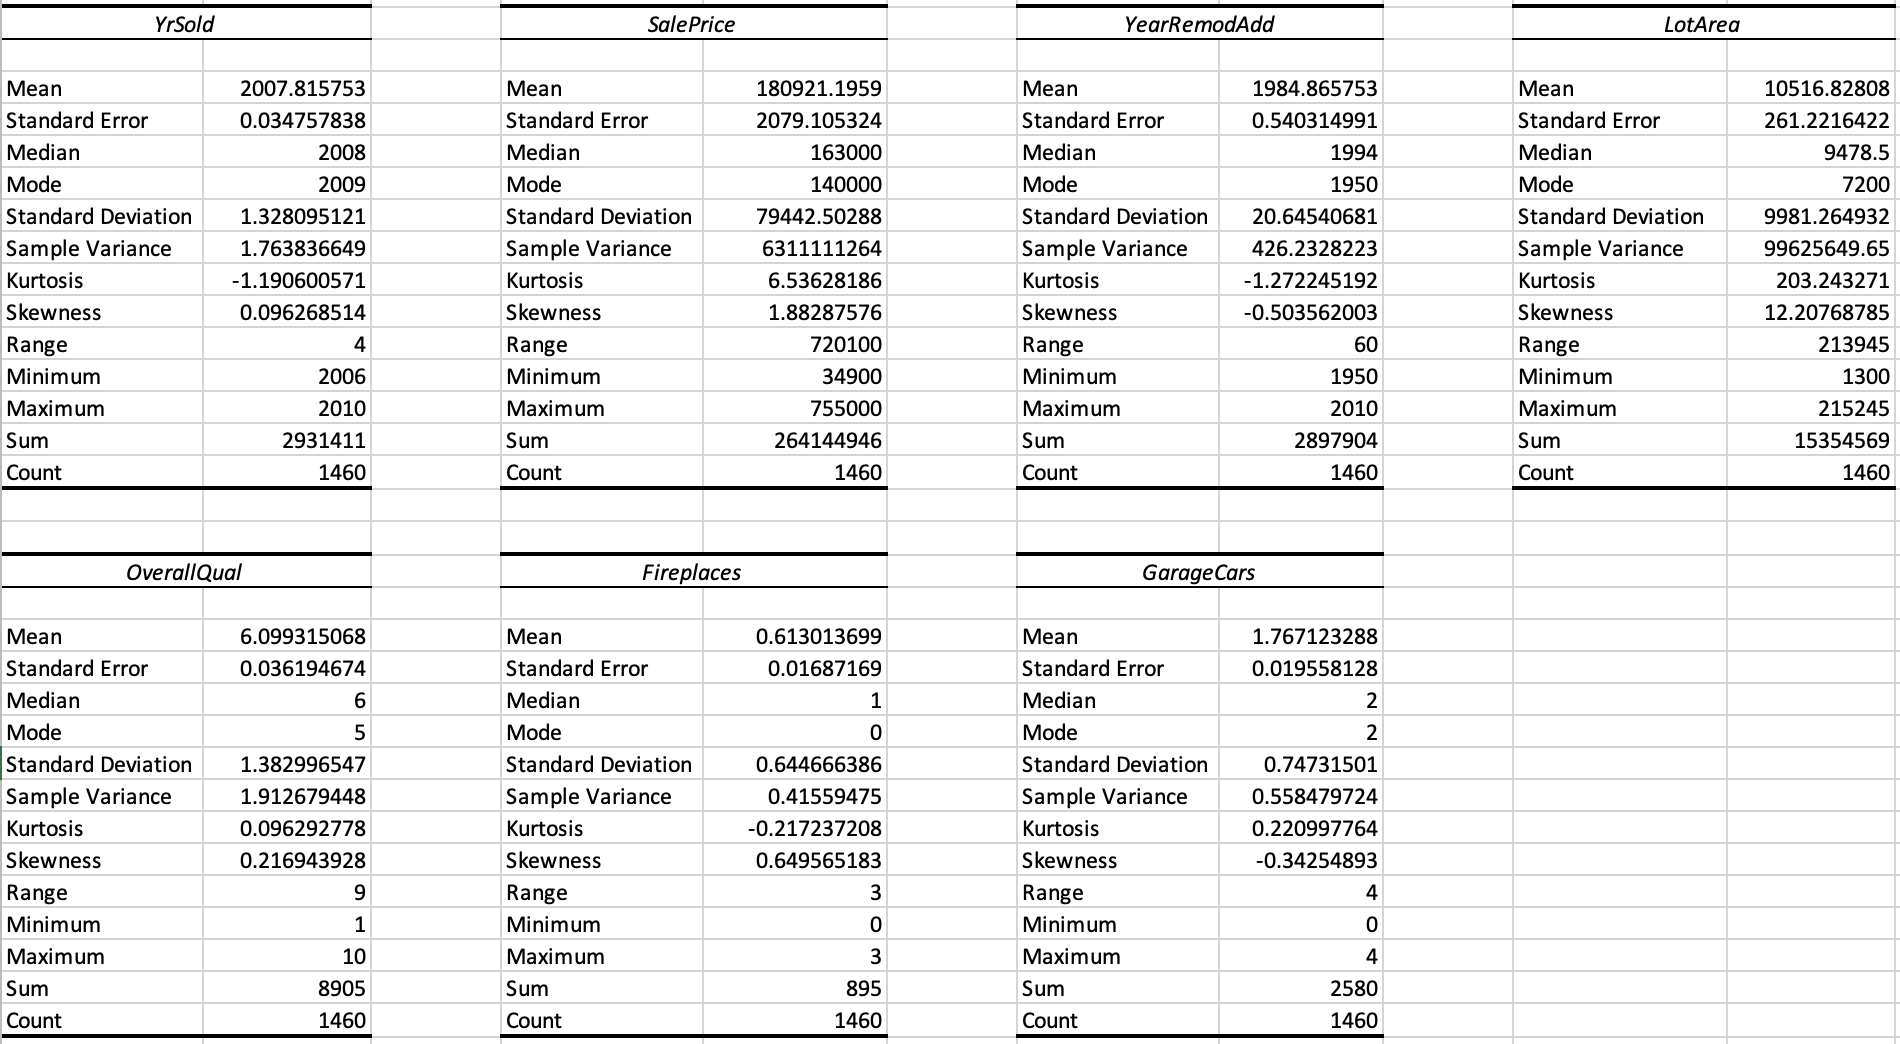 YrSold SalePrice YearRemodAdd LotArea
Mean 2007.815753 Mean 180921.1959 Mean 1984.865753 Mean 10516.82808
Standard Error 0.034757838 Standard Error 2079.105324 Standard Error 0.540314991 Standard Error 261.2216422
Median 2008 Median 163000 Median 1994 Median 9478.5
Mode 2009 Mode 140000 Mode 1950 Mode 7200
Standard Deviation 1.328095121 Standard Deviation 79442.50288 Standard Deviation 20.64540681 Standard Deviation 9981.264932
Sample Variance 1.763836649 Sample Variance 6311111264 Sample Variance 426.2328223 Sample Variance 99625649.65
Kurtosis -1.190600571 Kurtosis 6.53628186 Kurtosis -1.272245192 Kurtosis 203.243271
Skewness 0.096268514 Skewness 1.88287576 Skewness -0.503562003 Skewness 12.20768785
Range 4 Range 720100 Range 60 Range 213945
Minimum 2006 Minimum 34900 Minimum 1950 Minimum 1300
Maximum 2010 Maximum 755000 Maximum 2010 Maximum 215245
Sum 2931411 Sum 264144946 Sum 2897904 Sum 15354569
Count 1460 Count 1460 Count 1460 Count 1460
OverallQual Fireplaces GarageCars
Mean 6.099315068 Mean 0.613013699 Mean 1.767123288
Standard Error 0.036194674 Standard Error 0.01687169 Standard Error 0.019558128
Median 6 Median 1 Median 2
Mode 5 Mode 0 Mode 2
Standard Deviation 1.382996547 Standard Deviation 0.644666386 Standard Deviation 0.74731501
Sample Variance 1.912679448 Sample Variance 0.41559475 Sample Variance 0.558479724
Kurtosis 0.096292778 Kurtosis -0.217237208 Kurtosis 0.220997764
Skewness 0.216943928 Skewness 0.649565183 Skewness -0.34254893
Range 9 Range 3 Range 4
Minimum 1 Minimum 0 Minimum 0
Maximum 10 Maximum 3 Maximum 4
Sum 8905 Sum 895 Sum 2580
Count 1460 Count 1460 Count 1460